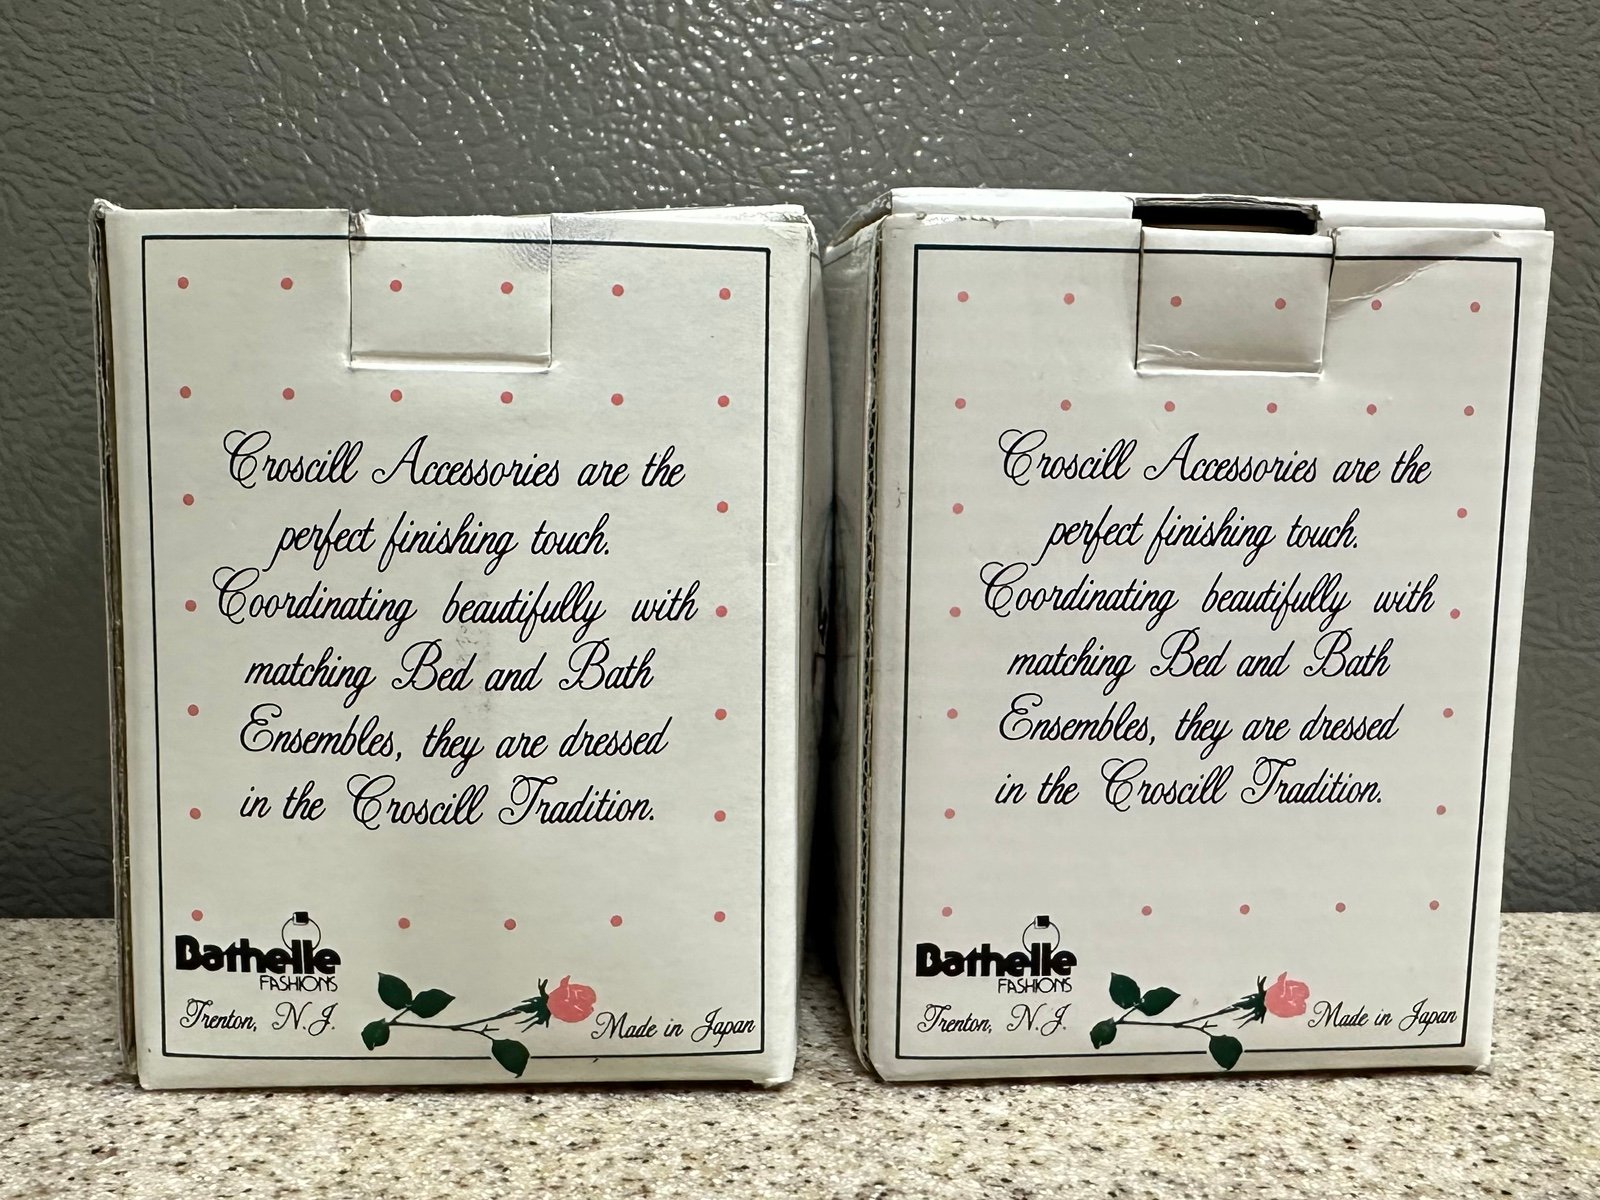 Croscill Accessories are the
perfect finishing touch.
Coordinating beautifully with
matching Bed and Bath
Ensembles, they are dressed
in the Croscill Tradition.
Bathelle
FASHIONS
Trenton, N.J.
Made in Japan
Croscill Accessories are the
perfect finishing touch.
Coordinating beautifully with
matching Bed and Bath
Ensembles, they are dressed
in the Croscill Tradition.
Bathelle
FASHIONS
Trenton, N.J.
Made in Japan